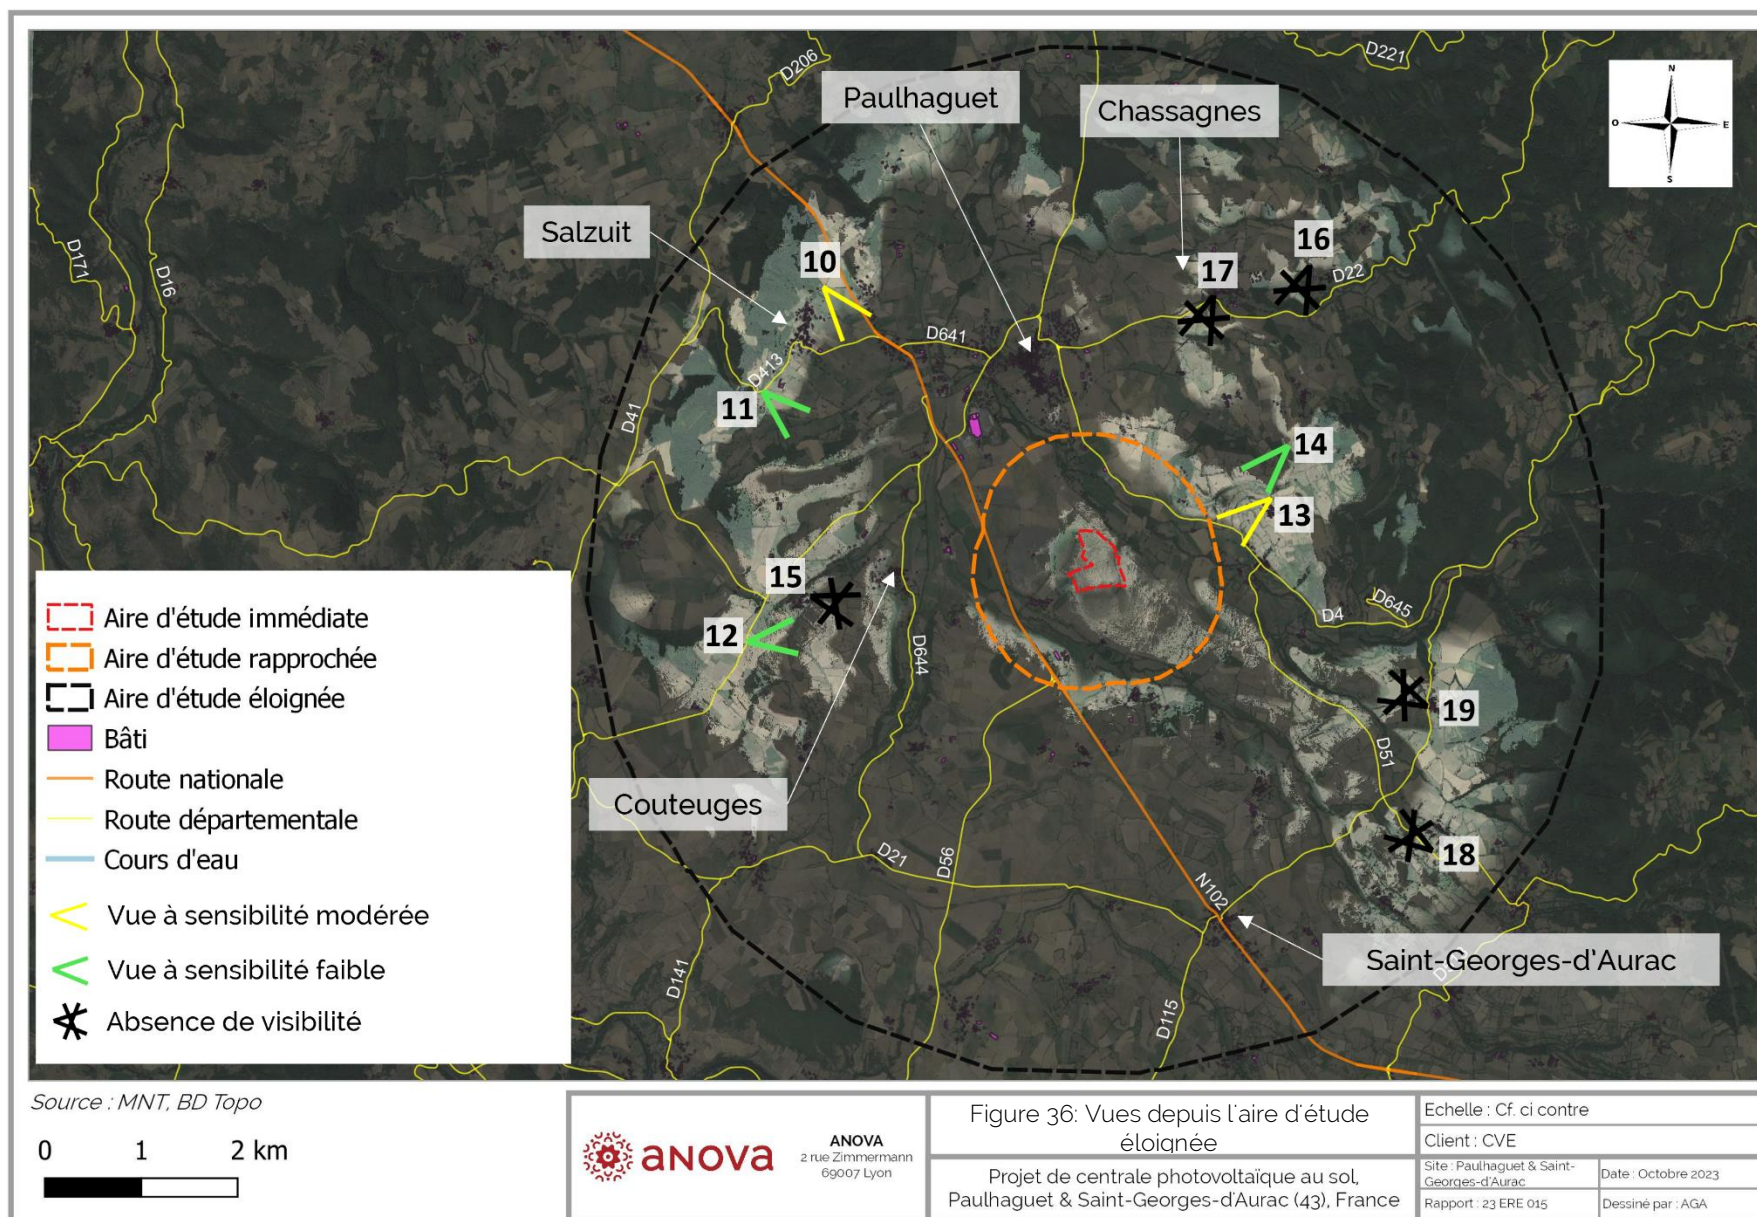 D206
D221
Paulhaguet
Chassagnes
N
O
E
S
Salzuit
D171
D16
10
16
17
D22
D641
D413
11
D41
14
13
15
12
D644
D4
D645
19
D51
18
Couteuges
D21
D56
N102
D141
D115
Saint-Georges-d'Aurac
Aire d'étude immédiate
Aire d'étude rapprochée
Aire d'étude éloignée
Bâti
Route nationale
Route départementale
Cours d'eau
Vue à sensibilité modérée
Vue à sensibilité faible
Absence de visibilité
Source : MNT, BD Topo
0 1 2 km
ANOVA
ANOVA
2 rue Zimmermann
69007 Lyon
Figure 36: Vues depuis l'aire d'étude
éloignée
Projet de centrale photovoltaïque au sol,
Paulhaguet & Saint-Georges-d'Aurac (43), France
Echelle : Cf. ci contre
Client : CVE
Site : Paulhaguet & Saint-
Georges-d'Aurac
Date : Octobre 2023
Rapport : 23 ERE 015
Dessiné par : AGA